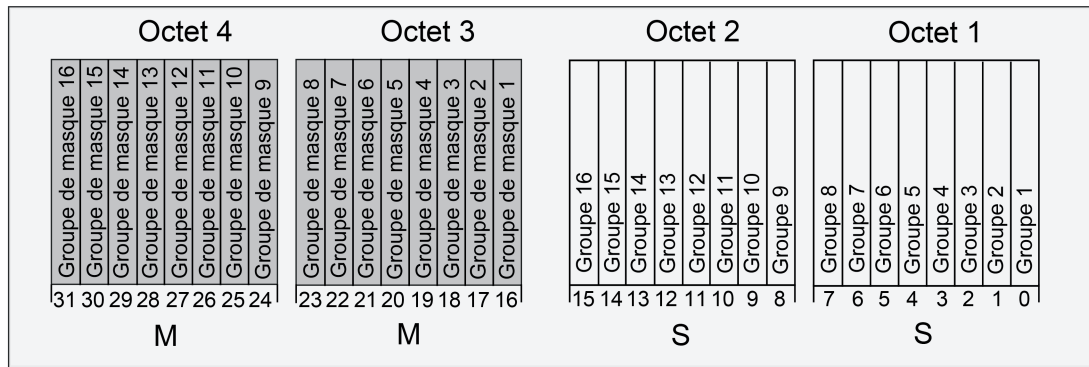 Octet 4 Octet 3 Octet 2 Octet 1
Groupe de masque 16
Groupe de masque 15
Groupe de masque 14
Groupe de masque 13
Groupe de masque 12
Groupe de masque 11
Groupe de masque 10
Groupe de masque 9
Groupe de masque 8
Groupe de masque 7
Groupe de masque 6
Groupe de masque 5
Groupe de masque 4
Groupe de masque 3
Groupe de masque 2
Groupe de masque 1
Groupe 16
Groupe 15
Groupe 14
Groupe 13
Groupe 12
Groupe 11
Groupe 10
Groupe 9
Groupe 8
Groupe 7
Groupe 6
Groupe 5
Groupe 4
Groupe 3
Groupe 2
Groupe 1
31 30 29 28 27 26 25 24 23 22 21 20 19 18 17 16 15 14 13 12 11 10 9 8 7 6 5 4 3 2 1 0
M M S S